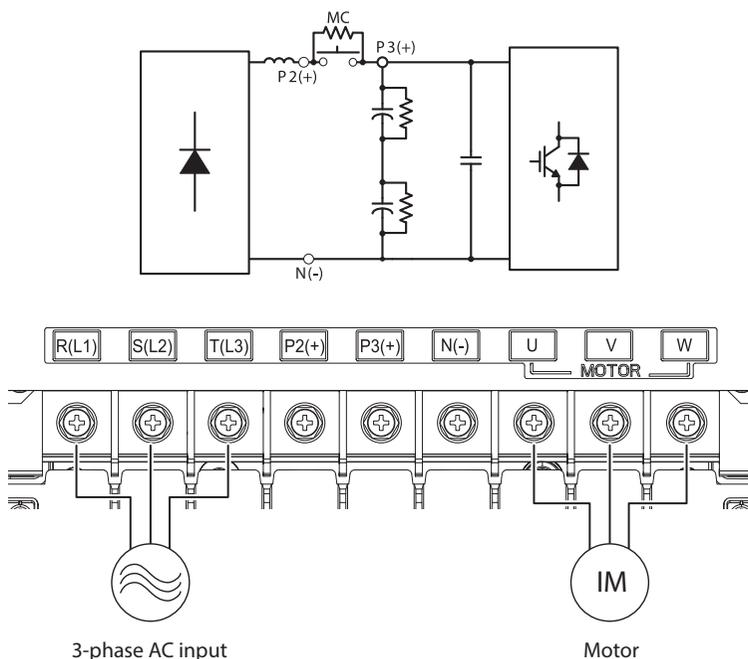 MC
P3(+)
P2(+)
N(-)
R(L1) S(L2) T(L3) P2(+) P3(+) N(-) U V W
MOTOR
IM
3-phase AC input Motor